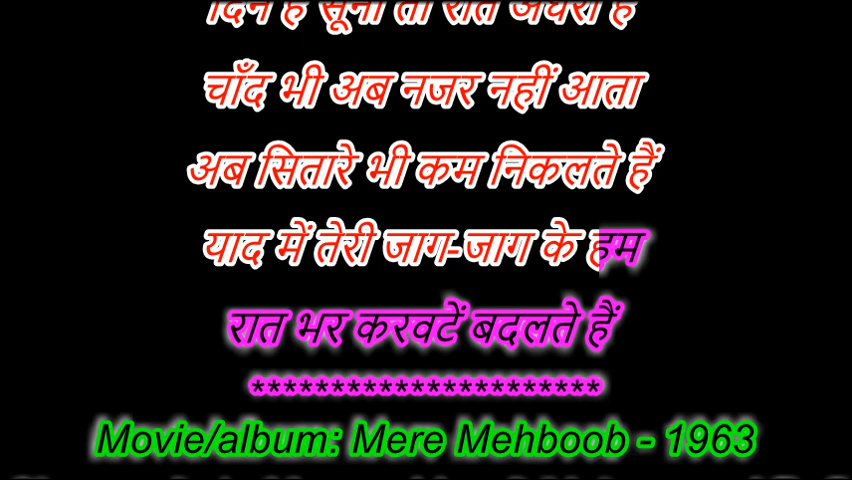 दिन है सूना तो रात अंधेरी है
चाँद भी अब नजर नहीं आता
अब सितारे भी कम निकलते हैं
याद में तेरी जाग-जाग के हम
रात भर करवटें बदलते हैं
**********************
Movie/album: Mere Mehboob - 1963